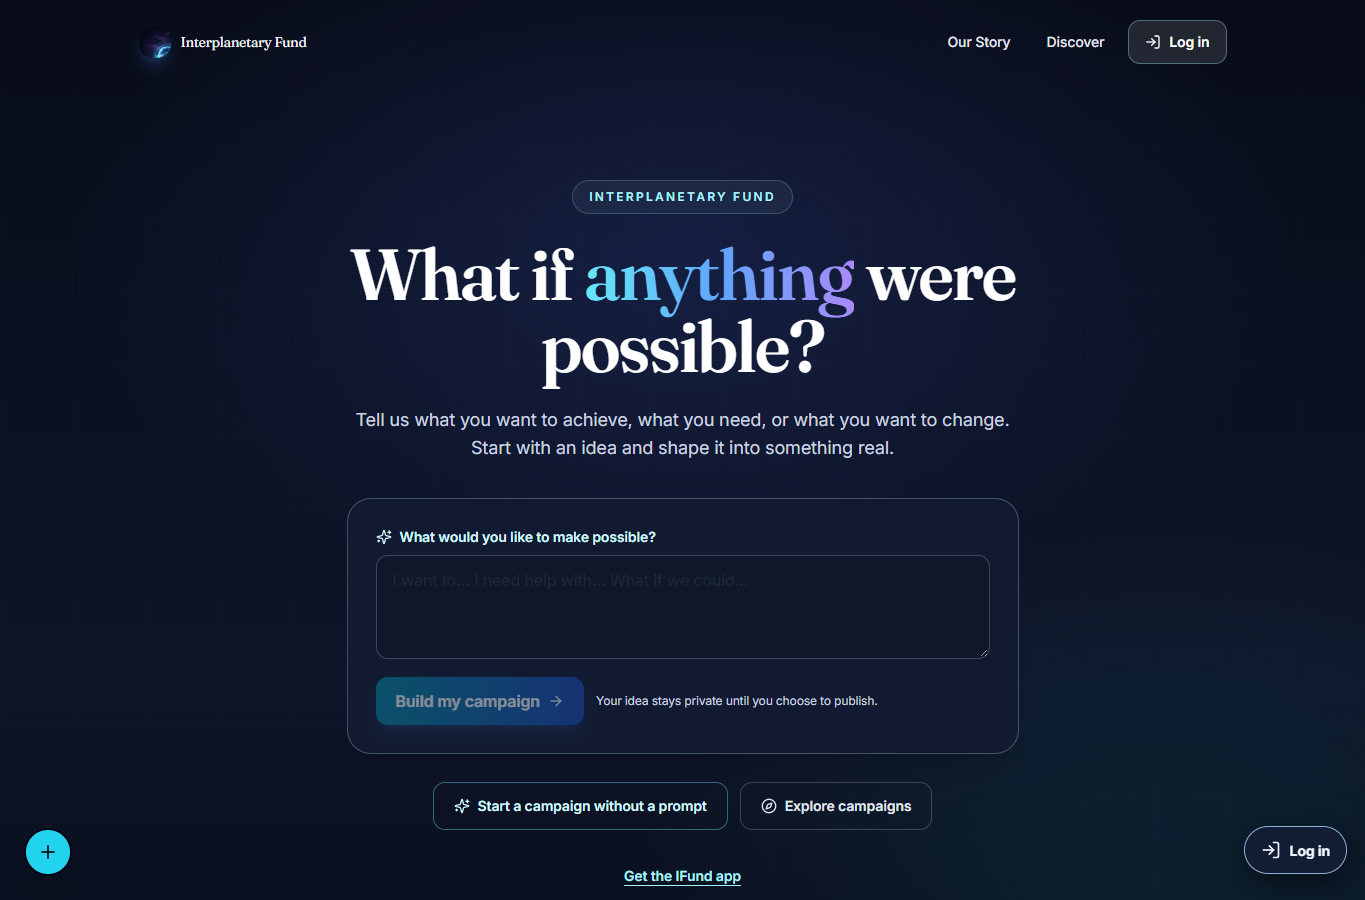 Interplanetary Fund
Our Story
Discover
Log in
INTERPLANETARY FUND
What if anything were
possible?
Tell us what you want to achieve, what you need, or what you want to change.
Start with an idea and shape it into something real.
What would you like to make possible?
I want to... I need help with... What if we could...
Build my campaign
Your idea stays private until you choose to publish.
Start a campaign without a prompt
Explore campaigns
Log in
Get the IFund app